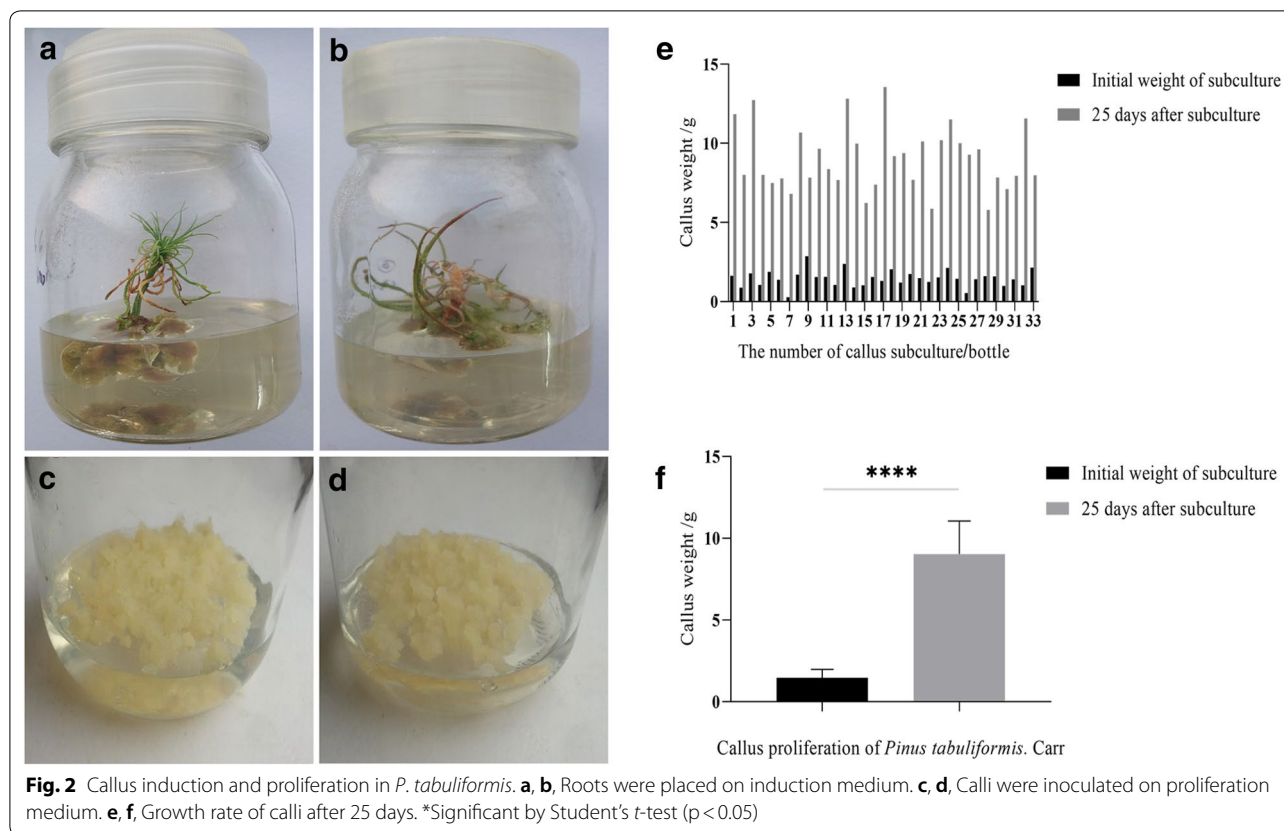 a
b
c
d
e
15
10
5
0
Callus weight /g
1 3 5 7 9 11 13 15 17 19 21 23 25 27 29 31 33
The number of callus subculture/bottle
Initial weight of subculture
25 days after subculture
f
15
10
5
0
Callus weight /g
****
Initial weight of subculture
25 days after subculture
Callus proliferation of Pinus tabuliformis. Carr
Fig. 2 Callus induction and proliferation in P. tabuliformis. a, b, Roots were placed on induction medium. c, d, Calli were inoculated on proliferation
medium. e, f, Growth rate of calli after 25 days. *Significant by Student's t-test (p < 0.05)